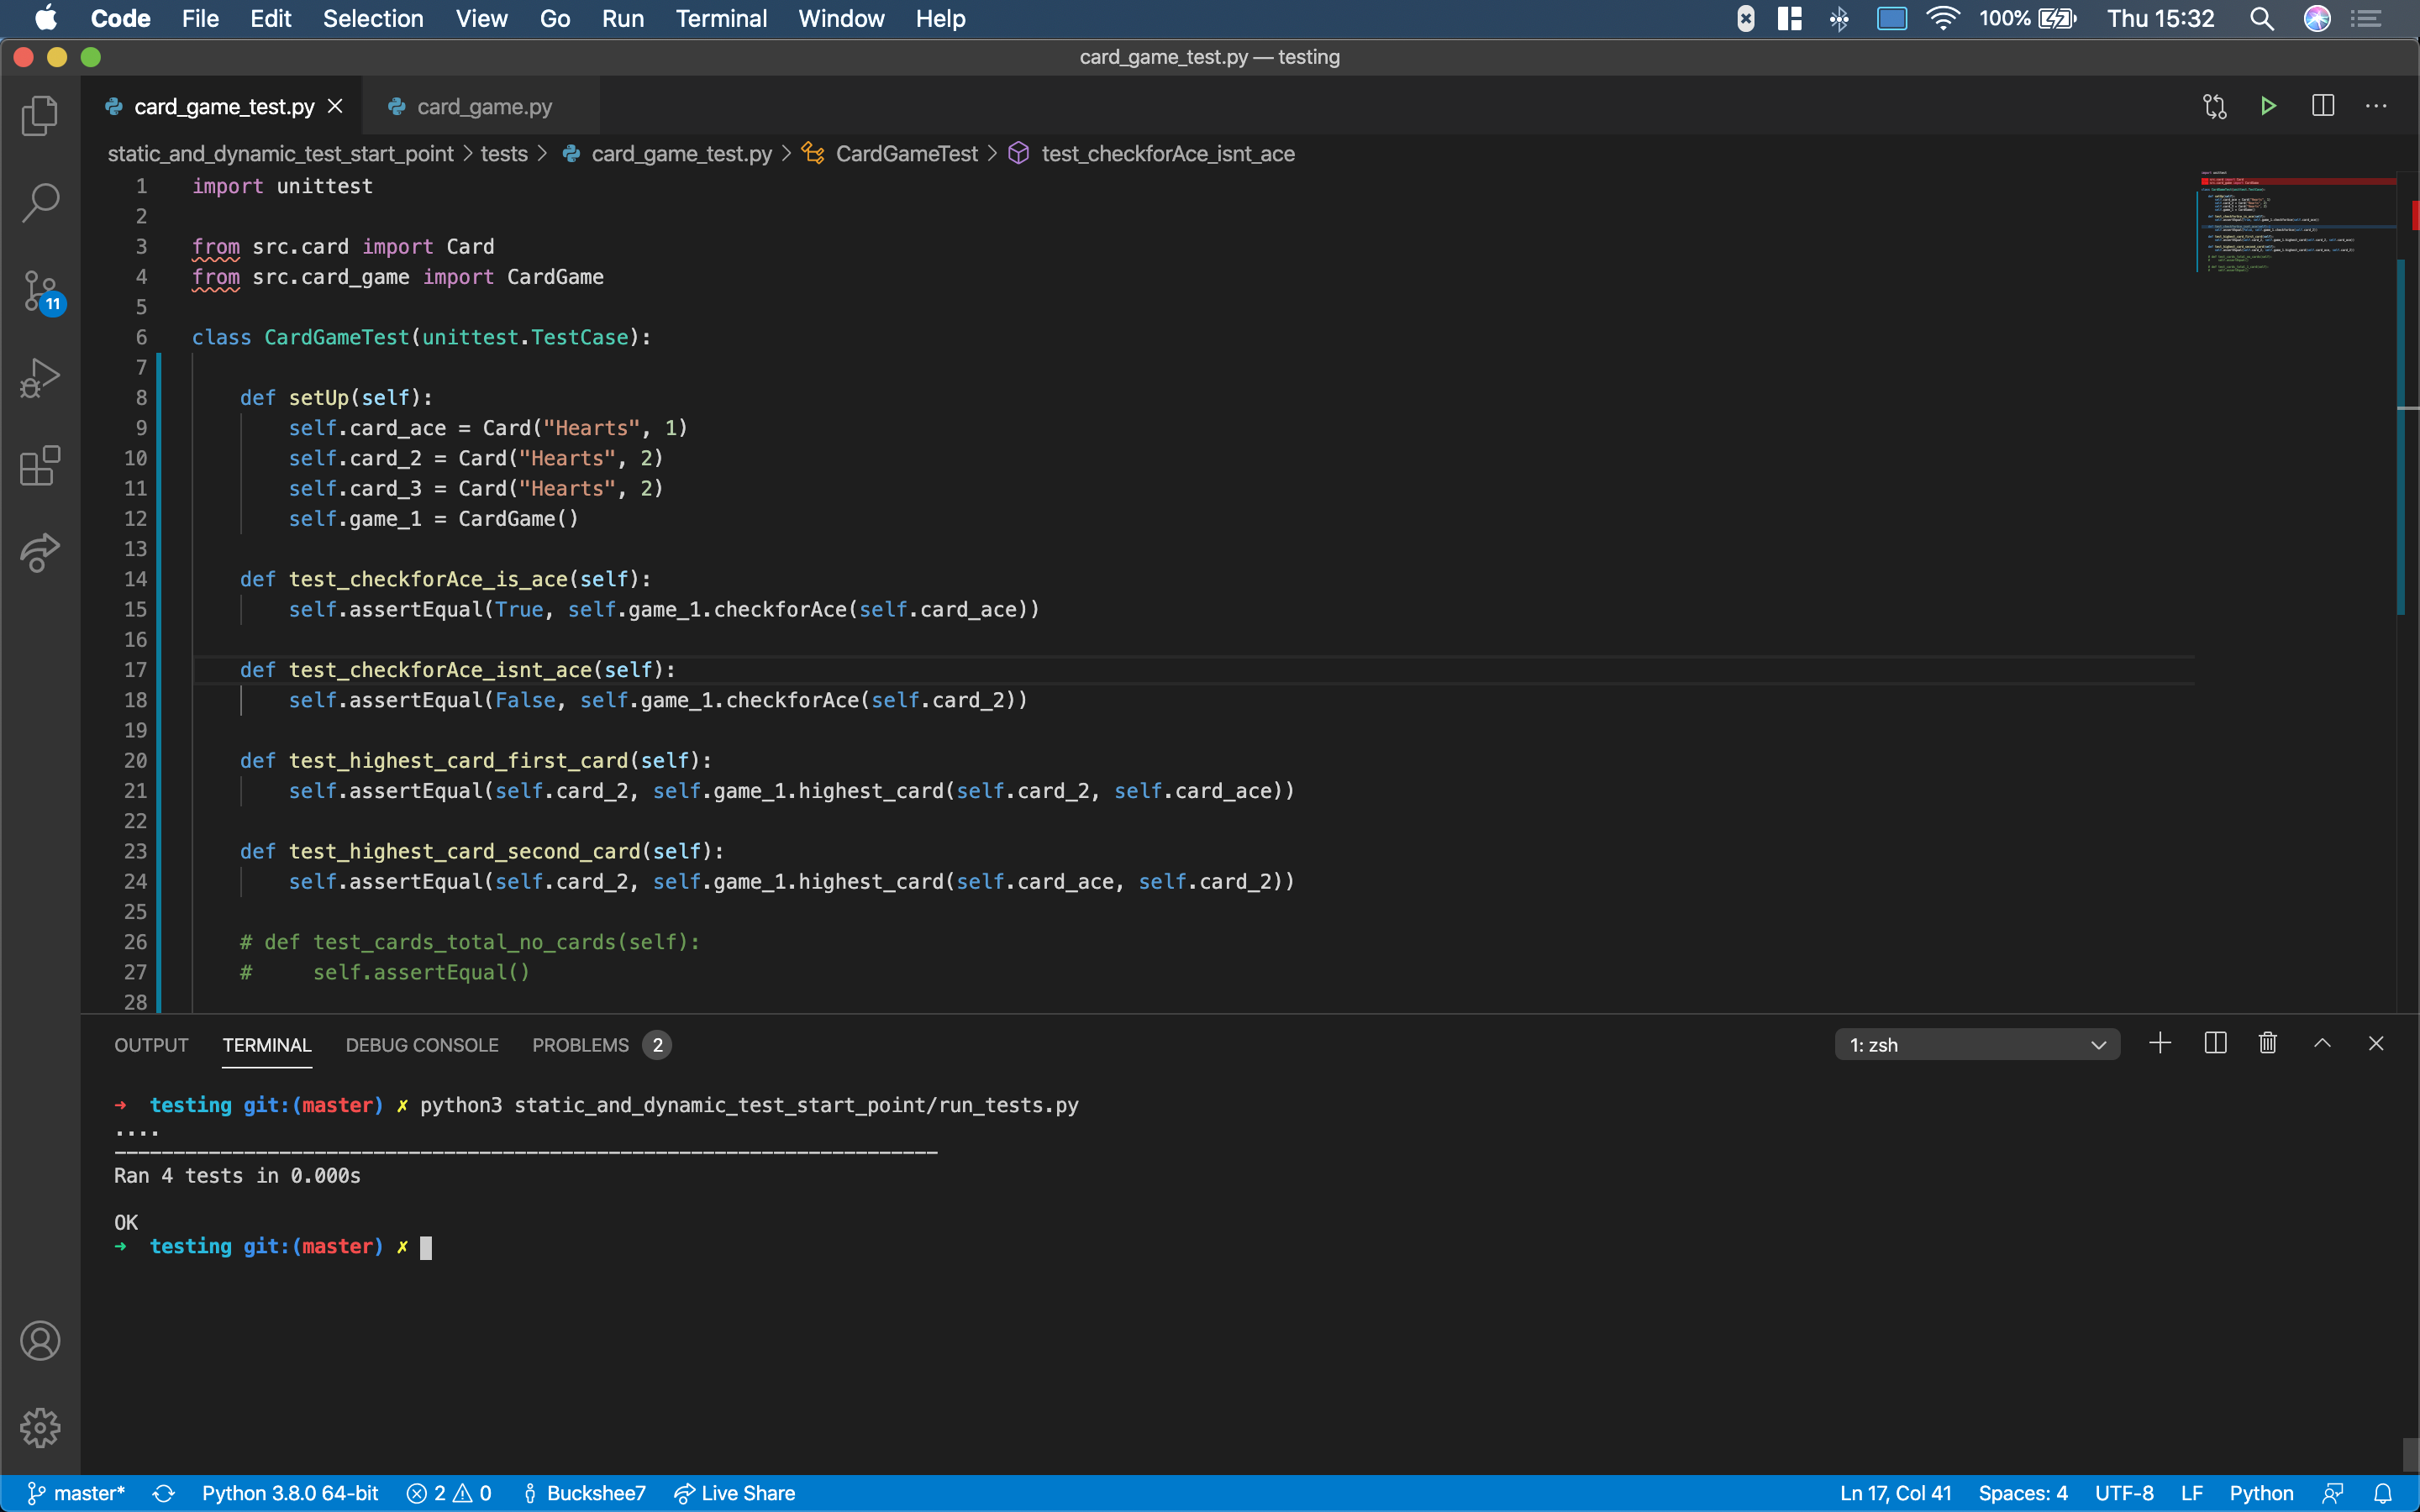 Code File Edit Selection View Go Run Terminal Window Help 100% Thu 15:32
card_game_test.py — testing
card_game_test.py card_game.py
static_and_dynamic_test_start_point > tests > card_game_test.py > CardGameTest > test_checkforAce_isnt_ace
1 import unittest
2
3 from src.card import Card
4 from src.card_game import CardGame
5
6 class CardGameTest(unittest.TestCase):
7
8 def setUp(self):
9 self.card_ace = Card("Hearts", 1)
10 self.card_2 = Card("Hearts", 2)
11 self.card_3 = Card("Hearts", 2)
12 self.game_1 = CardGame()
13
14 def test_checkforAce_is_ace(self):
15 self.assertEqual(True, self.game_1.checkforAce(self.card_ace))
16
17 def test_checkforAce_isnt_ace(self):
18 self.assertEqual(False, self.game_1.checkforAce(self.card_2))
19
20 def test_highest_card_first_card(self):
21 self.assertEqual(self.card_2, self.game_1.highest_card(self.card_2, self.card_ace))
22
23 def test_highest_card_second_card(self):
24 self.assertEqual(self.card_2, self.game_1.highest_card(self.card_ace, self.card_2))
25
26 # def test_cards_total_no_cards(self):
27 # self.assertEqual()
28
11
OUTPUT TERMINAL DEBUG CONSOLE PROBLEMS 2 1: zsh
➜ testing git:(master) ✗ python3 static_and_dynamic_test_start_point/run_tests.py
....
----------------------------------------------------------------------
Ran 4 tests in 0.000s
OK
➜ testing git:(master) ✗
master* Python 3.8.0 64-bit 2 0 Buckshee7 Live Share Ln 17, Col 41 Spaces: 4 UTF-8 LF Python